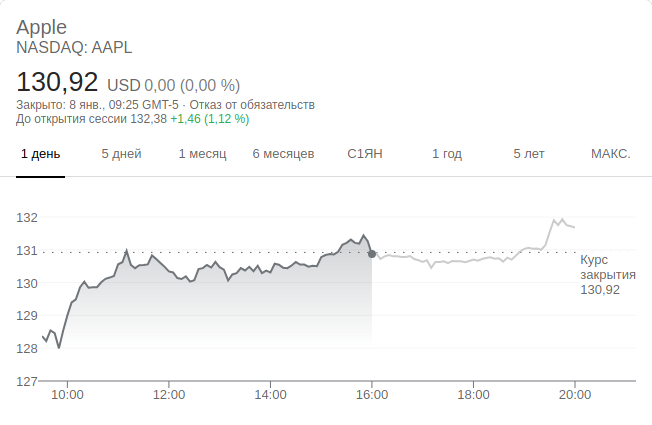 Apple
NASDAQ: AAPL
130,92 USD 0,00 (0,00 %)
Закрыто: 8 янв., 09:25 GMT-5 · Отказ от обязательств
До открытия сессии 132,38 +1,46 (1,12 %)
1 день 5 дней 1 месяц 6 месяцев С1ЯН 1 год 5 лет МАКС.
132
131
130
129
128
127
Курс
закрытия
130,92
10:00 12:00 14:00 16:00 18:00 20:00